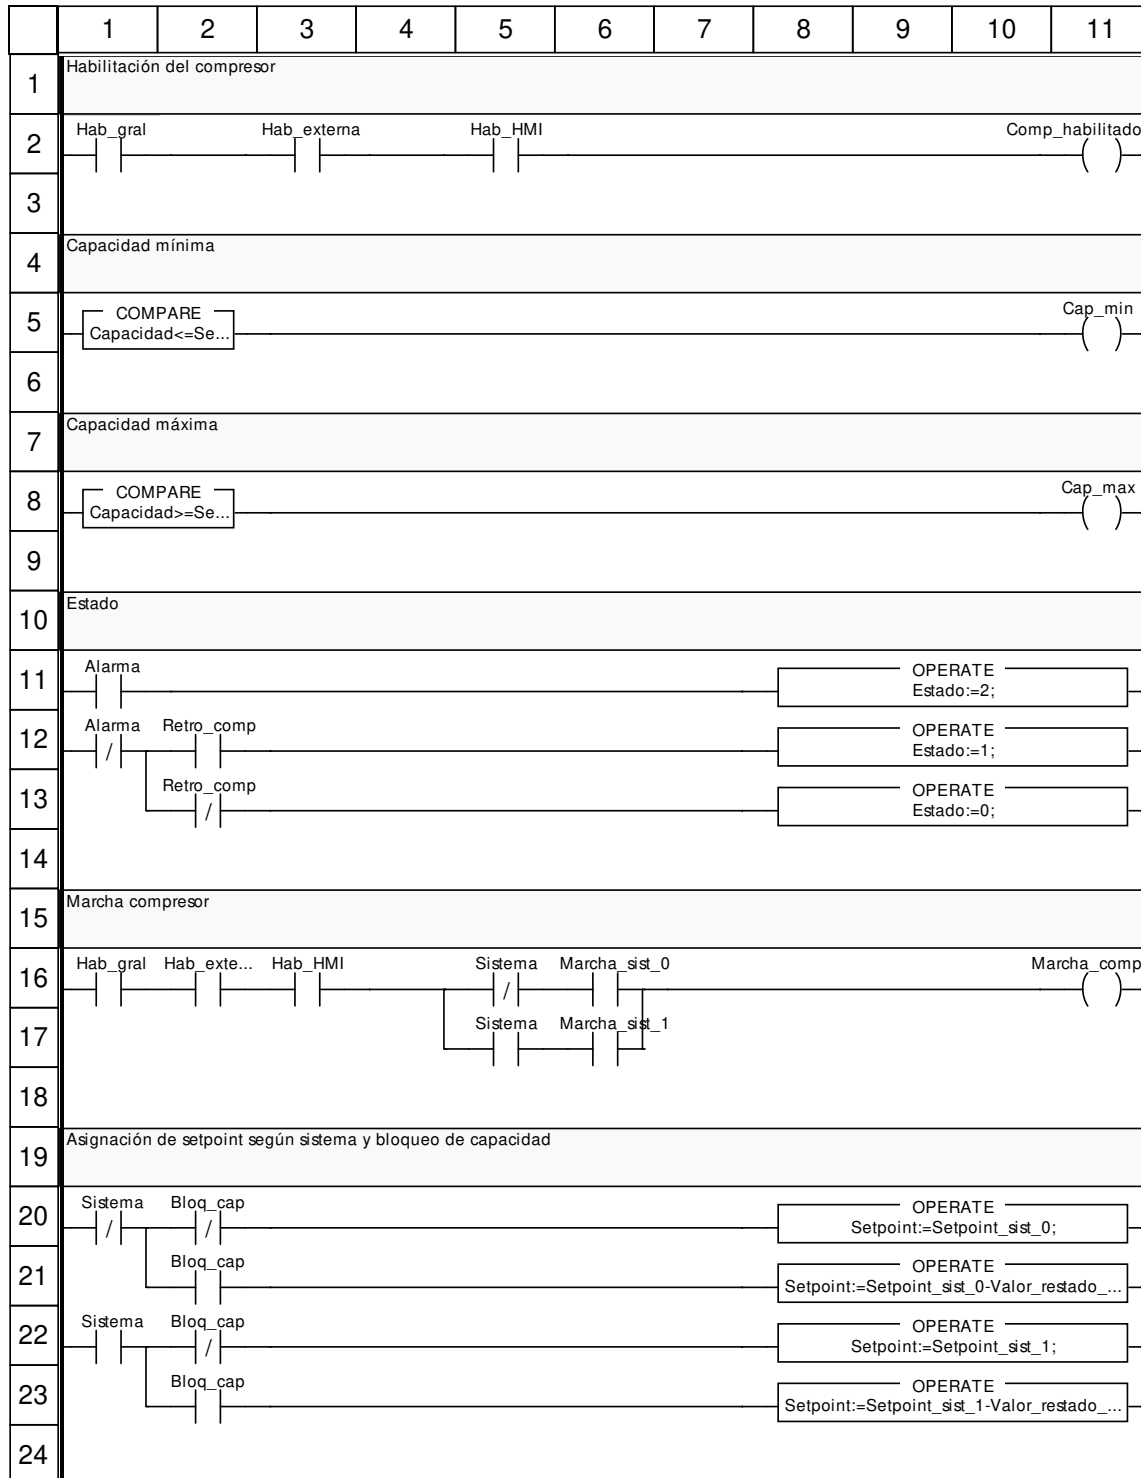 1 2 3 4 5 6 7 8 9 10 11
1 Habilitación del compresor
Hab_gral Hab_externa Hab_HMI Comp_habilitado
2
3
4 Capacidad mínima
5 COMPARE Cap_min
Capacidad<=Se...
6
7 Capacidad máxima
8 COMPARE Cap_max
Capacidad>=Se...
9
10 Estado
11 Alarma OPERATE
Estado:=2;
12 Alarma Retro_comp OPERATE
/ Estado:=1;
13 Retro_comp OPERATE
/ Estado:=0;
14
15 Marcha compresor
16 Hab_gral Hab_exte... Hab_HMI Sistema Marcha_sist_0 Marcha_comp
/
17 Sistema Marcha_sist_1
18
19 Asignación de setpoint según sistema y bloqueo de capacidad
20 Sistema Bloq_cap OPERATE
/ / Setpoint:=Setpoint_sist_0;
21 Bloq_cap OPERATE
Setpoint:=Setpoint_sist_0-Valor_restado_...
22 Sistema Bloq_cap OPERATE
/ Setpoint:=Setpoint_sist_1;
23 Bloq_cap OPERATE
Setpoint:=Setpoint_sist_1-Valor_restado_...
24